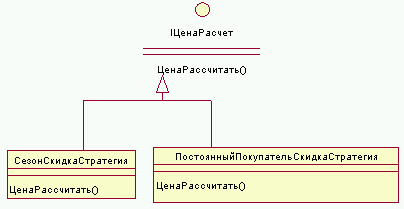 IЦенаРасчет
ЦенаРассчитать()
СезонСкидкаСтратегия
ЦенаРассчитать()
ПостоянныйПокупательСкидкаСтратегия
ЦенаРассчитать()